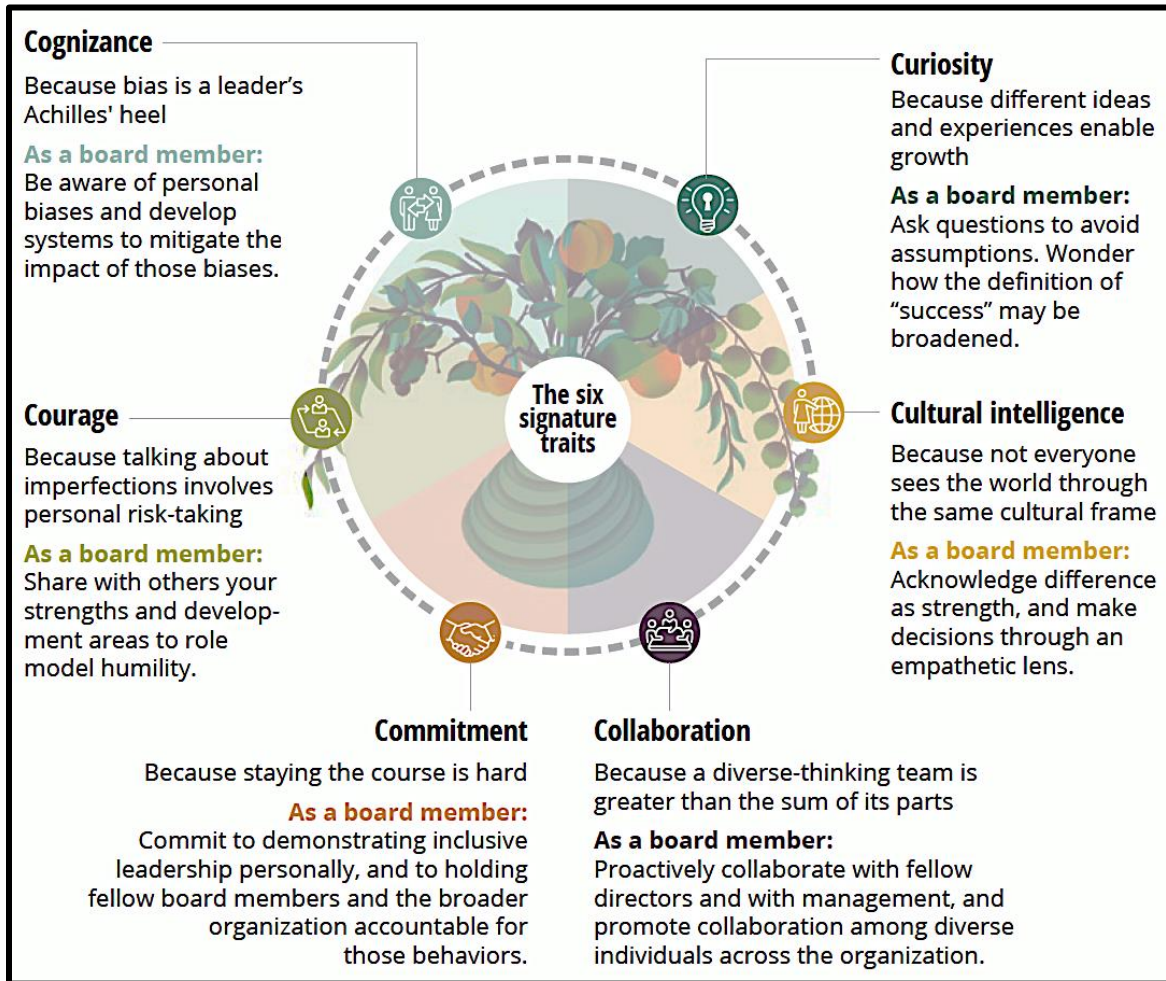 Cognizance
Because bias is a leader’s
Achilles' heel
As a board member:
Be aware of personal
biases and develop
systems to mitigate the
impact of those biases.
Curiosity
Because different ideas
and experiences enable
growth
As a board member:
Ask questions to avoid
assumptions. Wonder
how the definition of
“success” may be
broadened.
The six
signature
traits
Courage
Because talking about
imperfections involves
personal risk-taking
As a board member:
Share with others your
strengths and develop-
ment areas to role
model humility.
Cultural intelligence
Because not everyone
sees the world through
the same cultural frame
As a board member:
Acknowledge difference
as strength, and make
decisions through an
empathetic lens.
Commitment
Because staying the course is hard
As a board member:
Commit to demonstrating inclusive
leadership personally, and to holding
fellow board members and the broader
organization accountable for
those behaviors.
Collaboration
Because a diverse-thinking team is
greater than the sum of its parts
As a board member:
Proactively collaborate with fellow
directors and with management, and
promote collaboration among diverse
individuals across the organization.